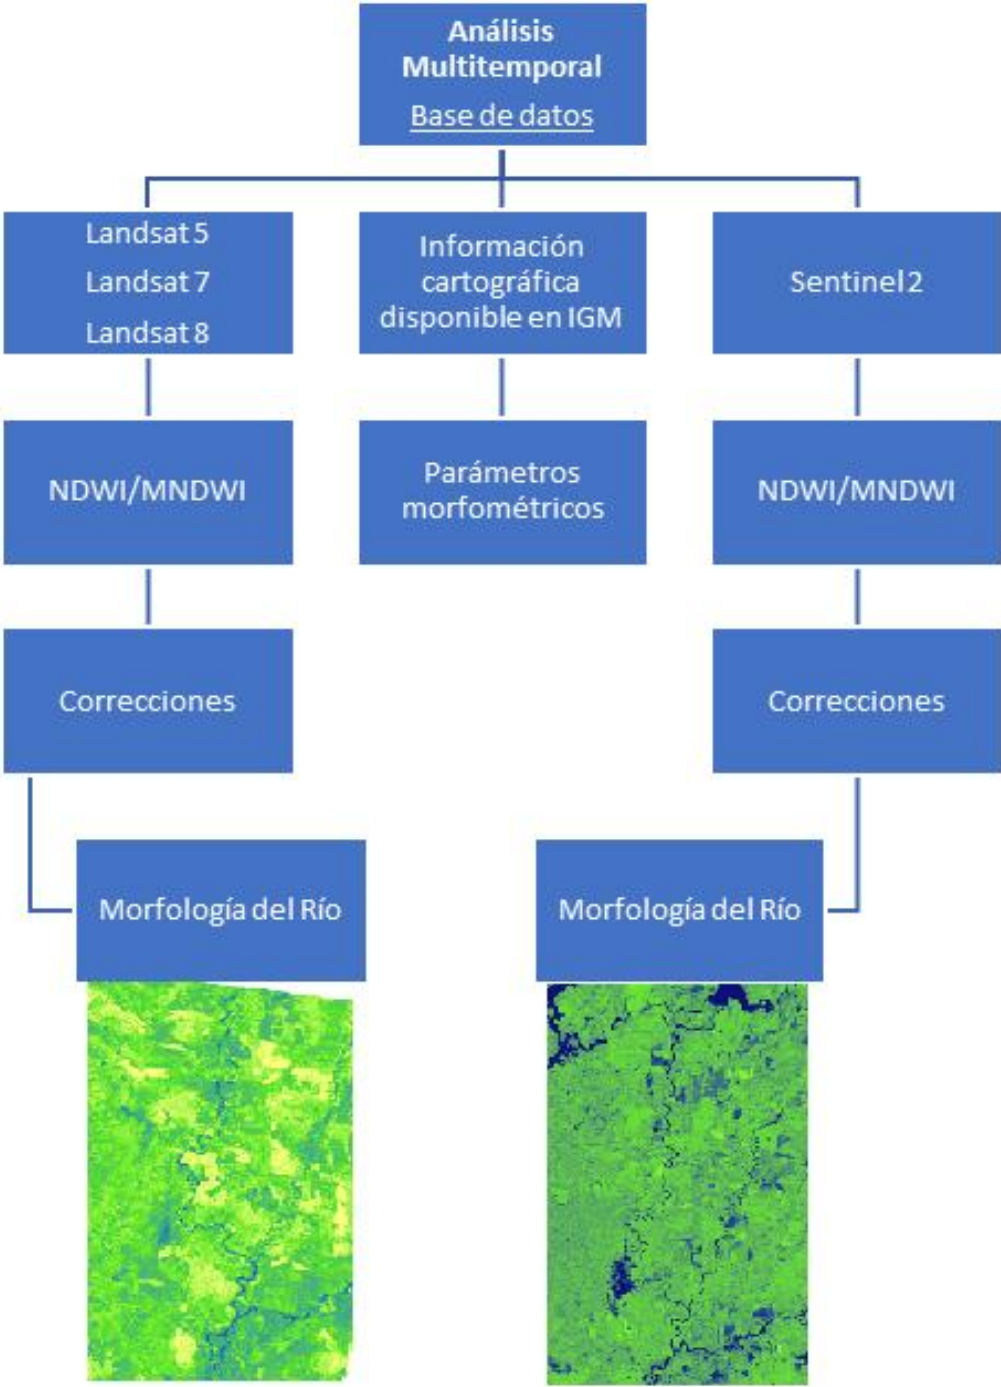 Análisis
Multitemporal
Base de datos
Landsat 5
Landsat 7
Landsat 8
Información
cartográfica
disponible en IGM
Sentinel 2
NDWI/MNDWI
Parámetros
morfométricos
NDWI/MNDWI
Correcciones
Correcciones
Morfología del Río
Morfología del Río